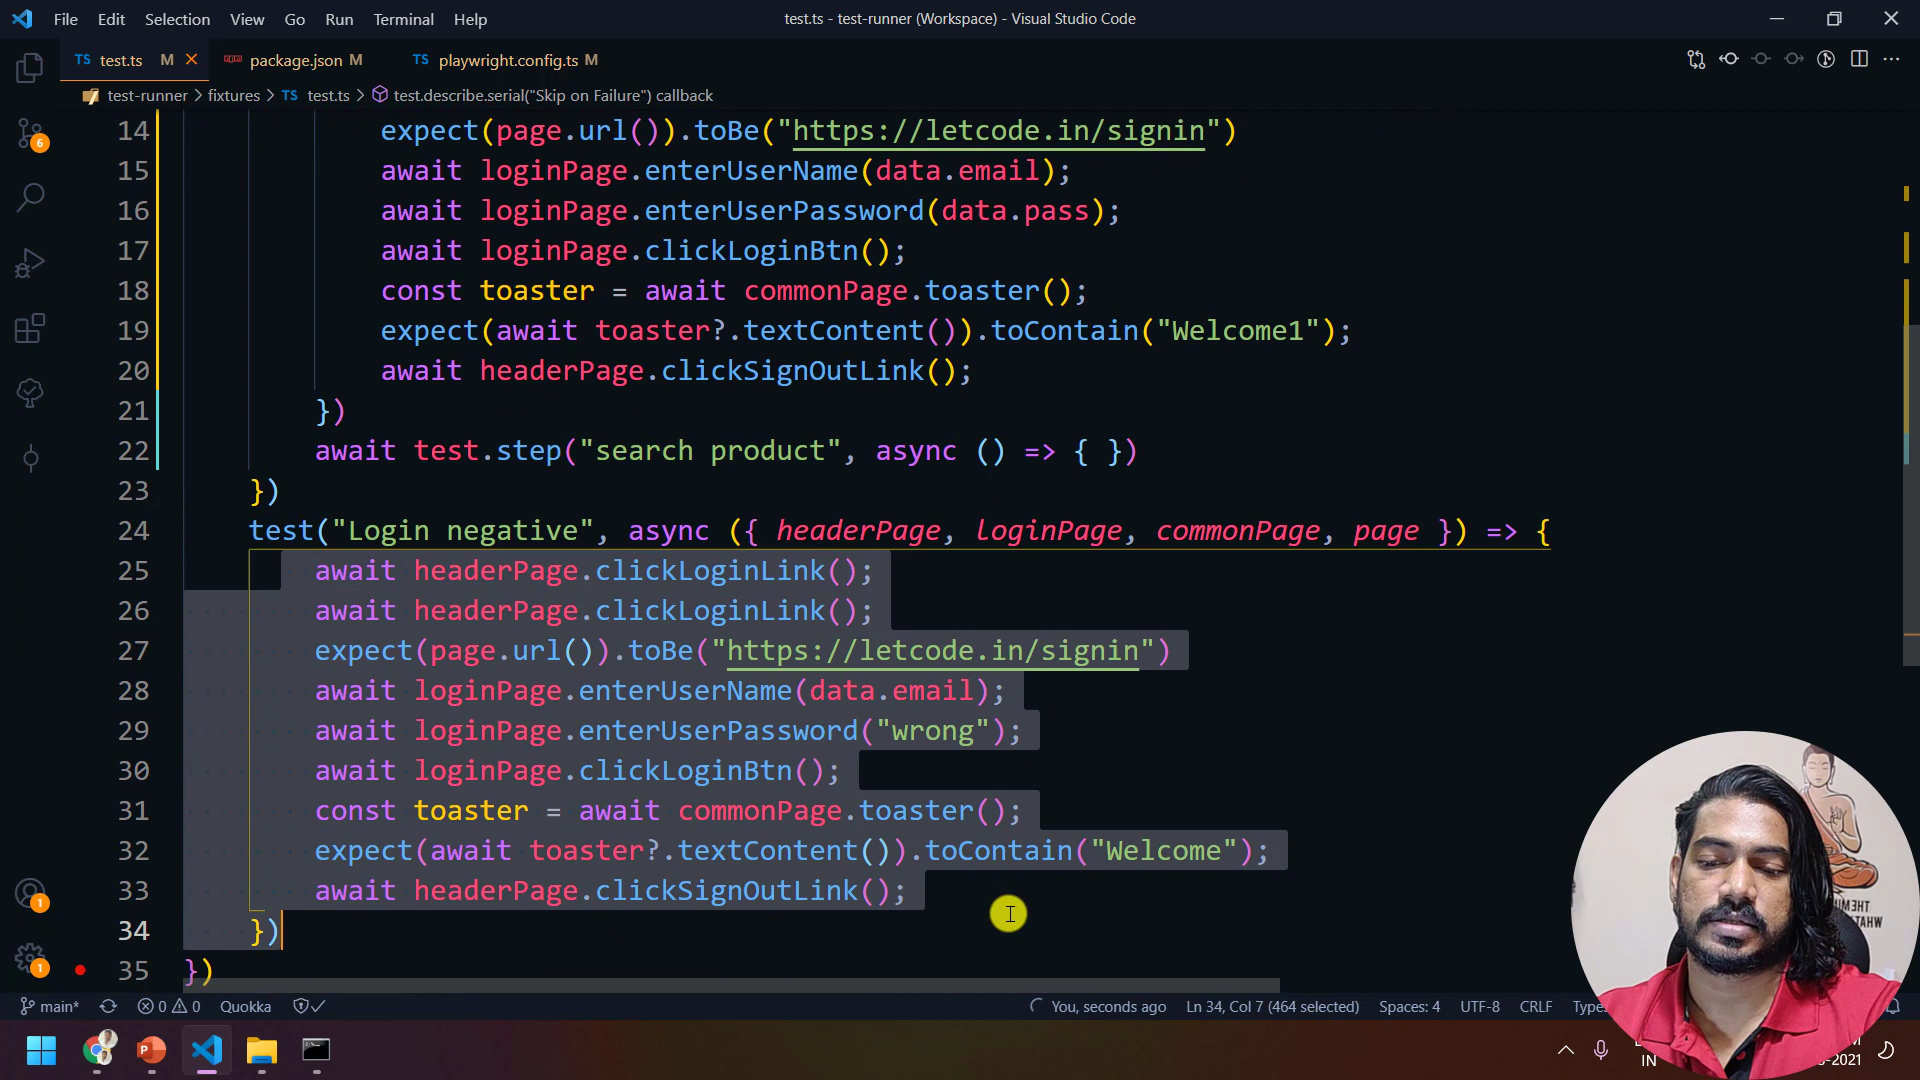 File Edit Selection View Go Run Terminal Help
test.ts - test-runner (Workspace) - Visual Studio Code
TS test.ts M
package.json M
TS playwright.config.ts M
test-runner > fixtures > TS test.ts > test.describe.serial("Skip on Failure") callback
14 expect(page.url()).toBe("https://letcode.in/signin")
15 await loginPage.enterUserName(data.email);
16 await loginPage.enterUserPassword(data.pass);
17 await loginPage.clickLoginBtn();
18 const toaster = await commonPage.toaster();
19 expect(await toaster?.textContent()).toContain("Welcome1");
20 await headerPage.clickSignOutLink();
21 })
22 await test.step("search product", async () => { })
23 })
24 test("Login negative", async ({ headerPage, loginPage, commonPage, page }) => {
25 await headerPage.clickLoginLink();
26 await headerPage.clickLoginLink();
27 expect(page.url()).toBe("https://letcode.in/signin")
28 await loginPage.enterUserName(data.email);
29 await loginPage.enterUserPassword("wrong");
30 await loginPage.clickLoginBtn();
31 const toaster = await commonPage.toaster();
32 expect(await toaster?.textContent()).toContain("Welcome");
33 await headerPage.clickSignOutLink();
34 })
35 })
6
1
1
main* 0 0 Quokka
You, seconds ago Ln 34, Col 7 (464 selected) Spaces: 4 UTF-8 CRLF
IN
-2021